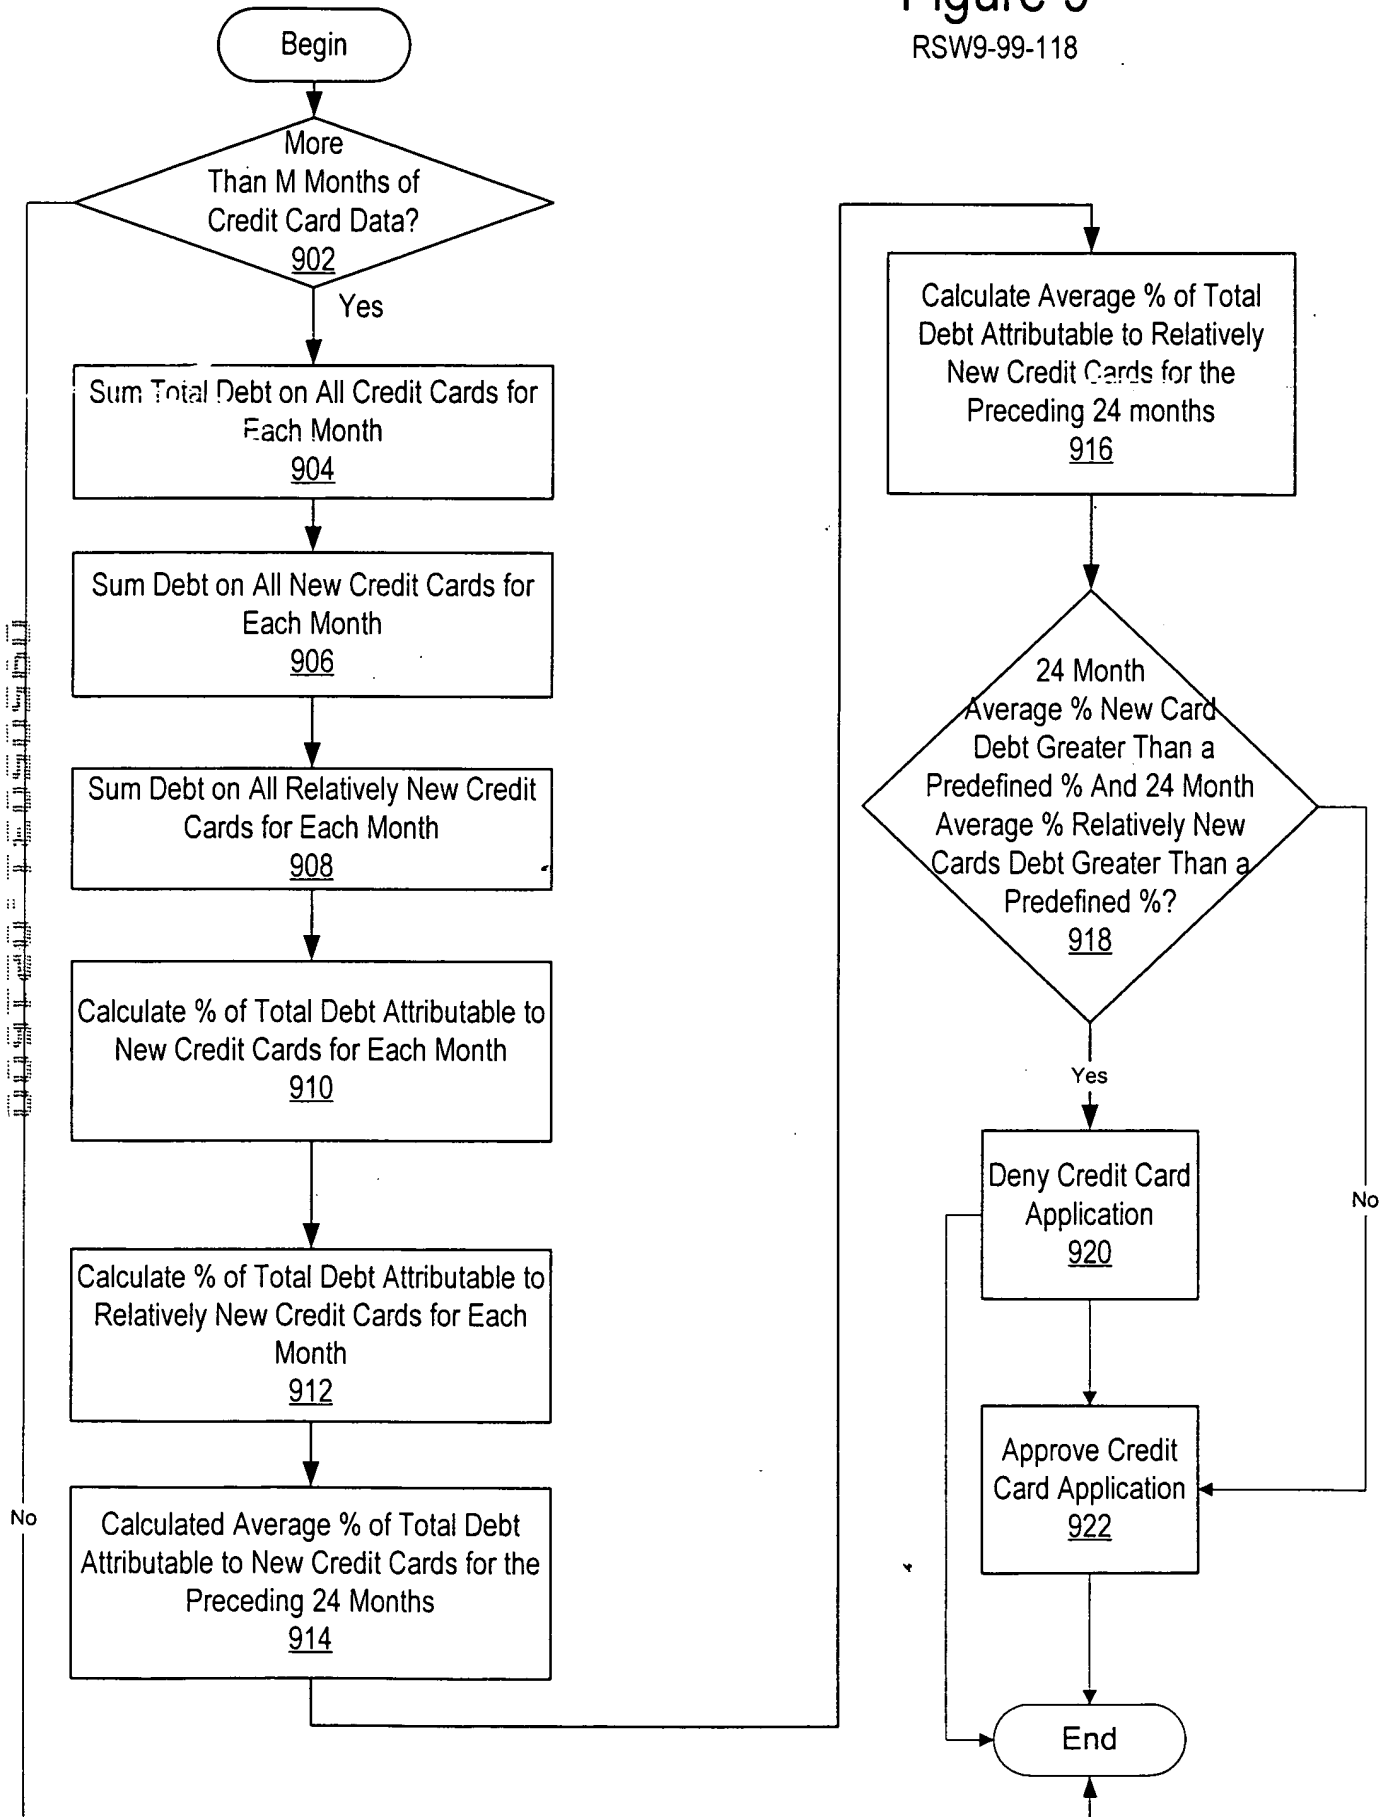 Figure 9
RSW9-99-118
Begin
More
Than M Months of
Credit Card Data?
902
Yes
Sum Total Debt on All Credit Cards for
Each Month
904
Sum Debt on All New Credit Cards for
Each Month
906
Sum Debt on All Relatively New Credit
Cards for Each Month
908
Calculate % of Total Debt Attributable to
New Credit Cards for Each Month
910
Calculate % of Total Debt Attributable to
Relatively New Credit Cards for Each
Month
912
No
Calculated Average % of Total Debt
Attributable to New Credit Cards for the
Preceding 24 Months
914
Calculate Average % of Total
Debt Attributable to Relatively
New Credit Cards for the
Preceding 24 months
916
24 Month
Average % New Card
Debt Greater Than a
Predefined % And 24 Month
Average % Relatively New
Cards Debt Greater Than a
Predefined %?
918
Yes
No
Deny Credit Card
Application
920
Approve Credit
Card Application
922
End